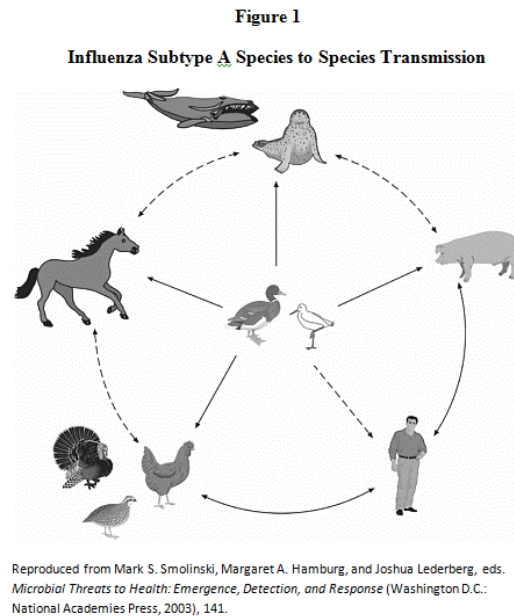 Figure 1
Influenza Subtype A Species to Species Transmission
Reproduced from Mark S. Smolinski, Margaret A. Hamburg, and Joshua Lederberg, eds.
Microbial Threats to Health: Emergence, Detection, and Response (Washington D.C.:
National Academies Press, 2003), 141.